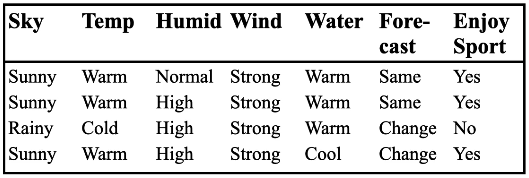 Sky Temp Humid Wind Water Fore-cast Enjoy Sport
Sunny Warm Normal Strong Warm Same Yes
Sunny Warm High Strong Warm Same Yes
Rainy Cold High Strong Warm Change No
Sunny Warm High Strong Cool Change Yes